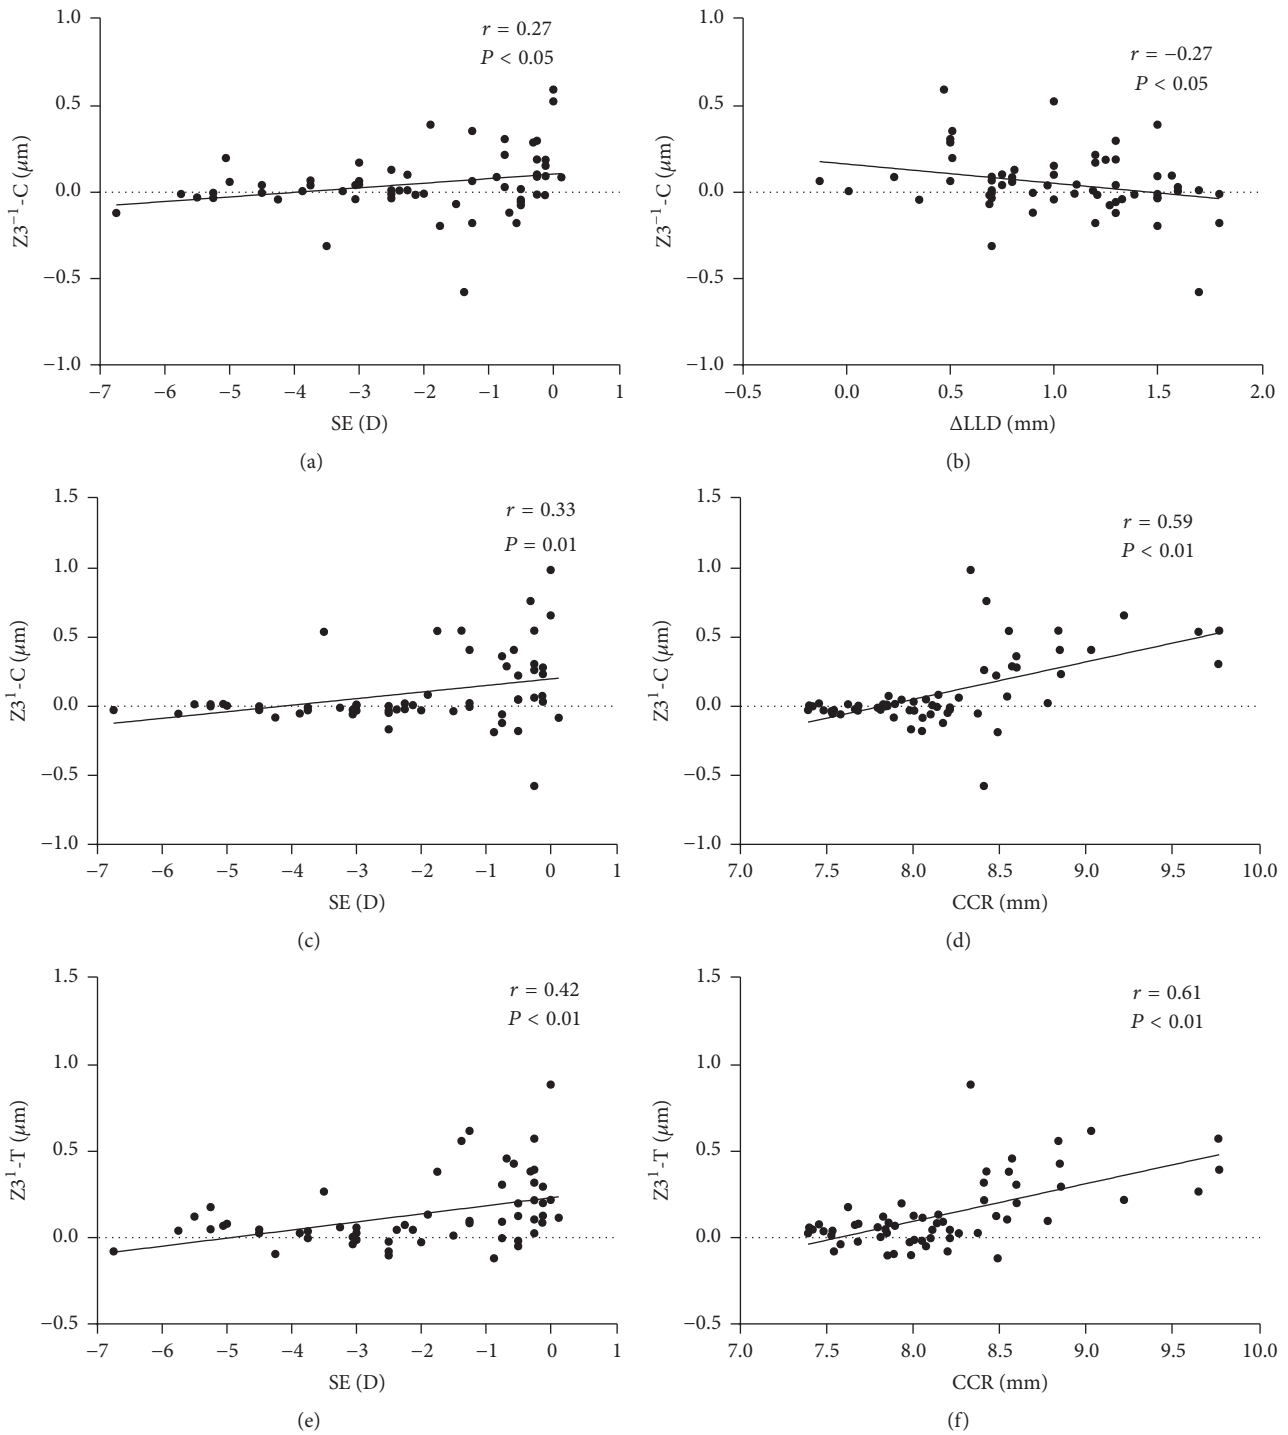 r = 0.27
P < 0.05
Z3⁻¹-C (μm)
1.0
0.5
0.0
−0.5
−1.0
−7 −6 −5 −4 −3 −2 −1 0 1
SE (D)
(a)
r = −0.27
P < 0.05
Z3⁻¹-C (μm)
1.0
0.5
0.0
−0.5
−1.0
−0.5 0.0 0.5 1.0 1.5 2.0
ΔLLD (mm)
(b)
r = 0.33
P = 0.01
Z3¹-C (μm)
1.5
1.0
0.5
0.0
−0.5
−1.0
−7 −6 −5 −4 −3 −2 −1 0 1
SE (D)
(c)
r = 0.59
P < 0.01
Z3¹-C (μm)
1.5
1.0
0.5
0.0
−0.5
−1.0
7.0 7.5 8.0 8.5 9.0 9.5 10.0
CCR (mm)
(d)
r = 0.42
P < 0.01
Z3¹-T (μm)
1.5
1.0
0.5
0.0
−0.5
−7 −6 −5 −4 −3 −2 −1 0 1
SE (D)
(e)
r = 0.61
P < 0.01
Z3¹-T (μm)
1.5
1.0
0.5
0.0
−0.5
7.0 7.5 8.0 8.5 9.0 9.5 10.0
CCR (mm)
(f)